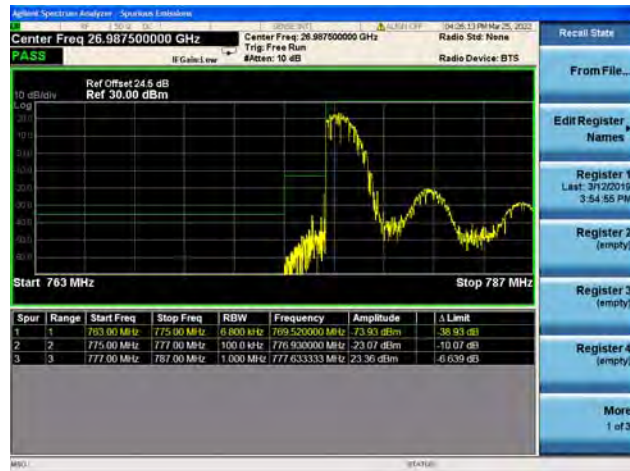 Agilent Spectrum Analyzer - Spurious Emissions
RF 50 Ω DC SENSE:INT ALIGN OFF 04:26:13 PM Mar 25, 2022
Center Freq 26.987500000 GHz
Center Freq: 26.987500000 GHz
Radio Std: None
Trig: Free Run
PASS
IFGain:Low
#Atten: 10 dB
Radio Device: BTS
Ref Offset 24.5 dB
10 dB/div
Ref 30.00 dBm
Log
Start 763 MHz
Stop 787 MHz
Spur Range Start Freq Stop Freq RBW Frequency Amplitude Δ Limit
1 1 763.00 MHz 775.00 MHz 6.800 kHz 769.520000 MHz -73.93 dBm -38.93 dB
2 2 775.00 MHz 777.00 MHz 100.0 kHz 776.930000 MHz -23.07 dBm -10.07 dB
3 3 777.00 MHz 787.00 MHz 1.000 MHz 777.633333 MHz 23.36 dBm -6.639 dB
MSG
STATUS
Recall State
From File...
Edit Register
Names
Register 1
Last: 3/12/2019
3:54:55 PM
Register 2
(empty)
Register 3
(empty)
Register 4
(empty)
More
1 of 3